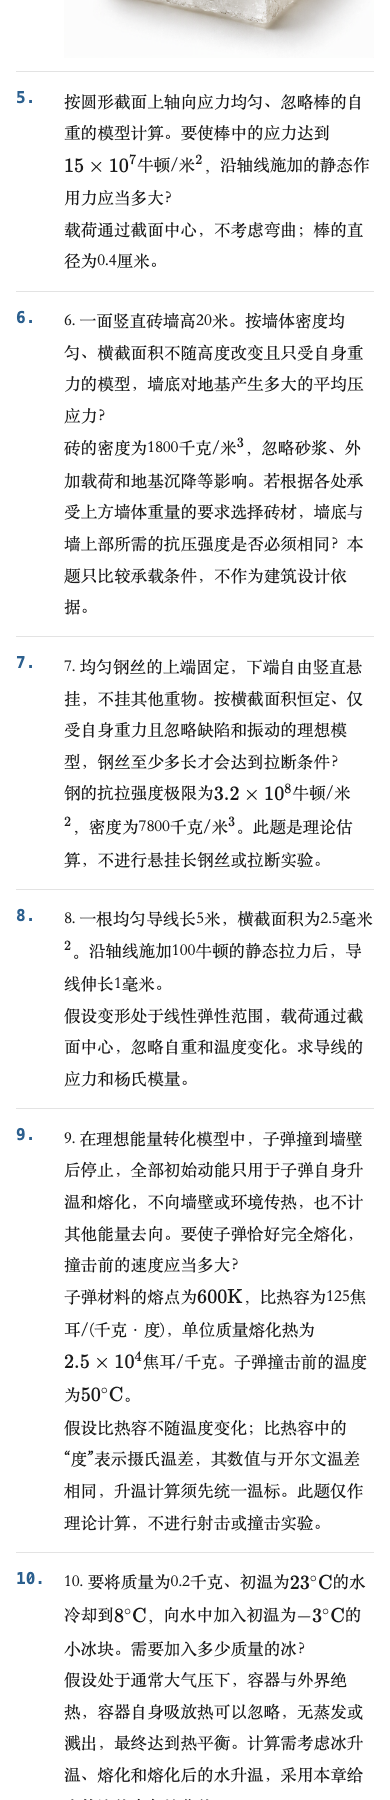 5.
按圆形截面上轴向应力均匀、忽略棒的自
重的模型计算。要使棒中的应力达到
15 × 10⁷牛顿/米²，沿轴线施加的静态作
用力应当多大？
载荷通过截面中心，不考虑弯曲；棒的直
径为0.4厘米。
6.
6. 一面竖直砖墙高20米。按墙体密度均
匀、横截面积不随高度改变且只受自身重
力的模型，墙底对地基产生多大的平均压
应力？
砖的密度为1800千克/米³，忽略砂浆、外
加载荷和地基沉降等影响。若根据各处承
受上方墙体重量的要求选择砖材，墙底与
墙上部所需的抗压强度是否必须相同？本
题只比较承载条件，不作为建筑设计依
据。
7.
7. 均匀钢丝的上端固定，下端自由竖直悬
挂，不挂其他重物。按横截面积恒定、仅
受自身重力且忽略缺陷和振动的理想模
型，钢丝至少多长才会达到拉断条件？
钢的抗拉强度极限为3.2 × 10⁸牛顿/米
²，密度为7800千克/米³。此题是理论估
算，不进行悬挂长钢丝或拉断实验。
8.
8. 一根均匀导线长5米，横截面积为2.5毫米
²。沿轴线施加100牛顿的静态拉力后，导
线伸长1毫米。
假设变形处于线性弹性范围，载荷通过截
面中心，忽略自重和温度变化。求导线的
应力和杨氏模量。
9.
9. 在理想能量转化模型中，子弹撞到墙壁
后停止，全部初始动能只用于子弹自身升
温和熔化，不向墙壁或环境传热，也不计
其他能量去向。要使子弹恰好完全熔化，
撞击前的速度应当多大？
子弹材料的熔点为600K，比热容为125焦
耳/(千克 · 度)，单位质量熔化热为
2.5 × 10⁴焦耳/千克。子弹撞击前的温度
为50°C。
假设比热容不随温度变化；比热容中的
“度”表示摄氏温差，其数值与开尔文温差
相同，升温计算须先统一温标。此题仅作
理论计算，不进行射击或撞击实验。
10.
10. 要将质量为0.2千克、初温为23°C的水
冷却到8°C，向水中加入初温为−3°C的
小冰块。需要加入多少质量的冰？
假设处于通常大气压下，容器与外界绝
热，容器自身吸放热可以忽略，无蒸发或
溅出，最终达到热平衡。计算需考虑冰升
温、熔化和熔化后的水升温，采用本章给